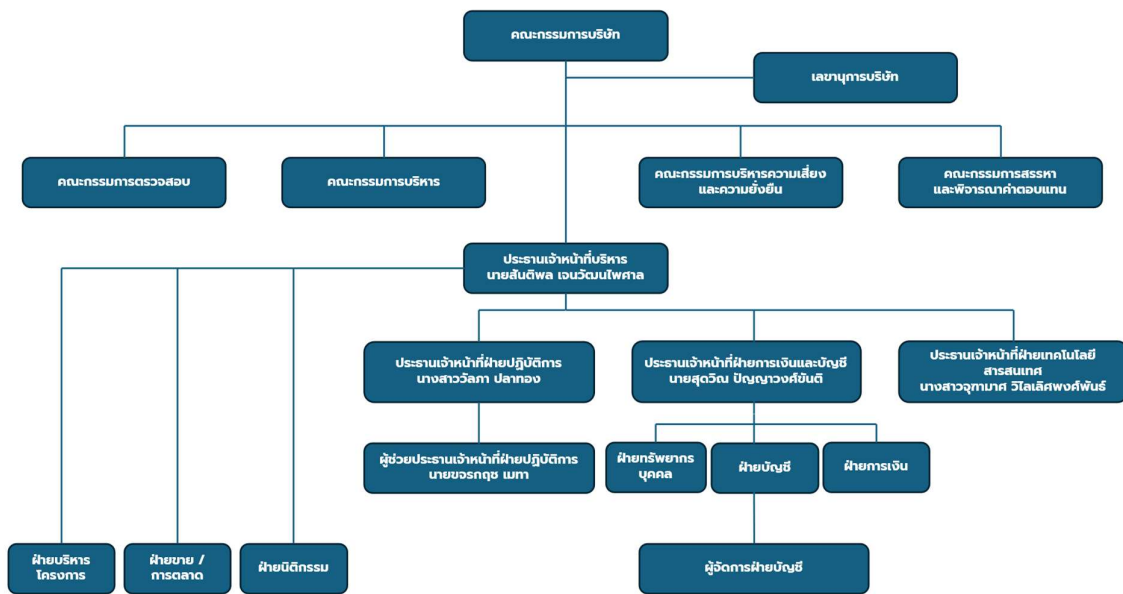 คณะกรรมการบริษัท
เลขานุการบริษัท
คณะกรรมการตรวจสอบ
คณะกรรมการบริหาร
คณะกรรมการบริหารความเสี่ยง
และความยั่งยืน
คณะกรรมการสรรหา
และพิจารณาค่าตอบแทน
ประธานเจ้าหน้าที่บริหาร
นายสันติพล เจนวัฒนไพศาล
ประธานเจ้าหน้าที่ฝ่ายปฏิบัติการ
นางสาววัลภา ปลาทอง
ประธานเจ้าหน้าที่ฝ่ายการเงินและบัญชี
นายสุดวิณ ปัญญาวงศ์ขันติ
ประธานเจ้าหน้าที่ฝ่ายเทคโนโลยี
สารสนเทศ
นางสาวจุฑามาศ วิไลเลิศพงศ์พันธ์
ผู้ช่วยประธานเจ้าหน้าที่ฝ่ายปฏิบัติการ
นายขจรกฤช เมทา
ฝ่ายทรัพยากร
บุคคล
ฝ่ายบัญชี
ฝ่ายการเงิน
ฝ่ายบริหาร
โครงการ
ฝ่ายขาย /
การตลาด
ฝ่ายนิติกรรม
ผู้จัดการฝ่ายบัญชี